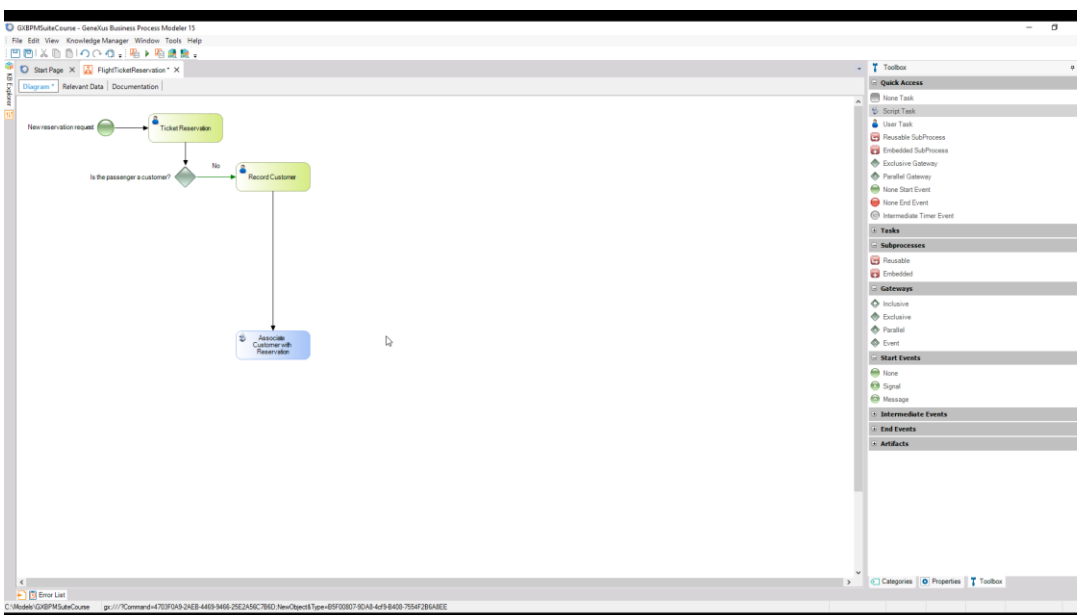 GXBPMSuiteCourse - GeneXus Business Process Modeler 15
File Edit View Knowledge Manager Window Tools Help
Start Page X FlightTicketReservation * X
Diagram * Relevant Data Documentation
KB Explorer
New reservation request
Ticket Reservation
Is the passenger a customer?
No
Record Customer
Associate
Customer with
Reservation
Toolbox
Quick Access
None Task
Script Task
User Task
Reusable SubProcess
Embedded SubProcess
Exclusive Gateway
Parallel Gateway
None Start Event
None End Event
Intermediate Timer Event
Tasks
Subprocesses
Reusable
Embedded
Gateways
Inclusive
Exclusive
Parallel
Event
Start Events
None
Signal
Message
Intermediate Events
End Events
Artifacts
Categories Properties Toolbox
Error List
C:\Models\GXBPMSuiteCourse